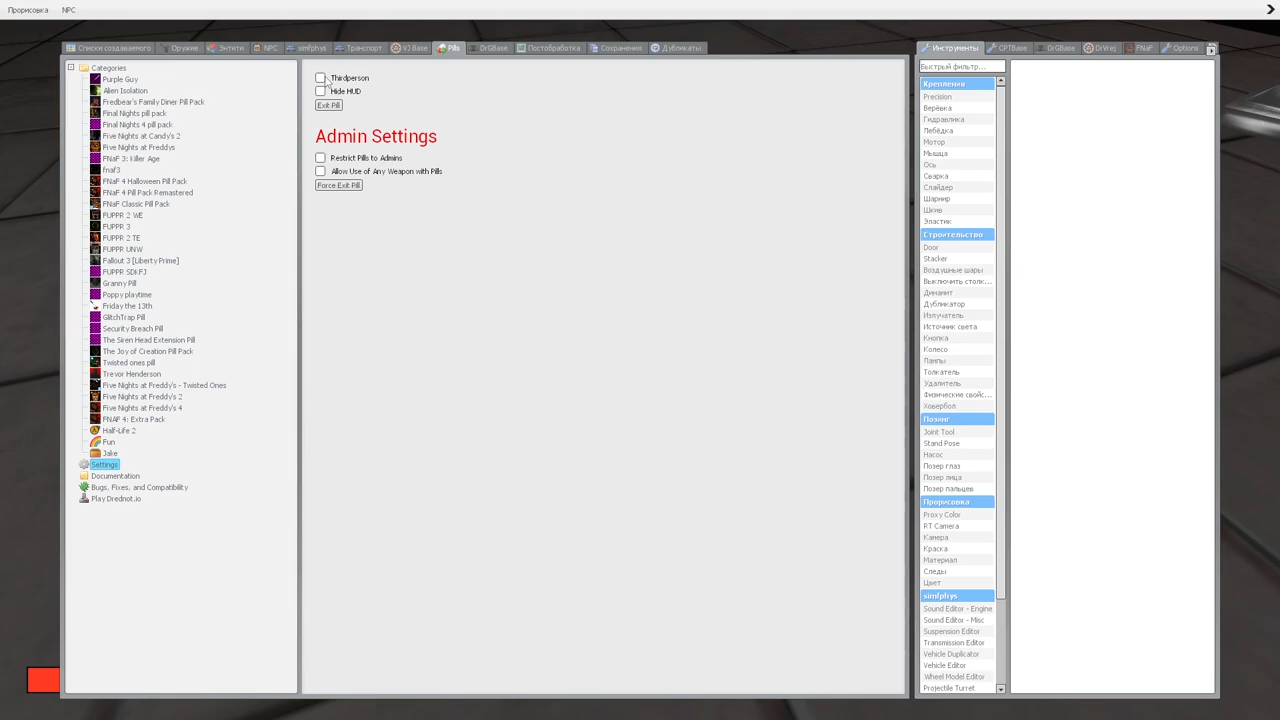 Прорисовка NPC
Списки создаваемого Оружие Энтити NPC simfphys Транспорт VJ Base Pills DrGBase Постобработка Сохранения Дубликаты
Инструменты CPTBase DrGBase DrVrej FNaF Options
Categories
Purple Guy
Alien Isolation
Fredbear's Family Diner Pill Pack
Final Nights pill pack
Final Nights 4 pill pack
Five Nights at Candy's 2
Five Nights at Freddys
FNaF 3: Killer Age
fnaf3
FNaF 4 Halloween Pill Pack
FNaF 4 Pill Pack Remastered
FNaF Classic Pill Pack
FUPPR 2 WE
FUPPR 3
FUPPR 2 TE
FUPPR UNW
Fallout 3 [Liberty Prime]
FUPPR SDLFJ
Granny Pill
Poppy playtime
Friday the 13th
GlitchTrap Pill
Security Breach Pill
The Siren Head Extension Pill
The Joy of Creation Pill Pack
Twisted ones pill
Trevor Henderson
Five Nights at Freddy's - Twisted Ones
Five Nights at Freddy's 2
Five Nights at Freddy's 4
FNAF 4: Extra Pack
Half-Life 2
Fun
Jake
Settings
Documentation
Bugs, Fixes, and Compatibility
Play Drednot.io
Thirdperson
Hide HUD
Exit Pill
Admin Settings
Restrict Pills to Admins
Allow Use of Any Weapon with Pills
Force Exit Pill
Быстрый фильтр...
Крепления
Precision
Верёвка
Гидравлика
Лебёдка
Мотор
Мышца
Ось
Сварка
Слайдер
Шарнир
Шкив
Эластик
Строительство
Door
Stacker
Воздушные шары
Выключить столк...
Динамит
Дубликатор
Излучатель
Источник света
Кнопка
Колесо
Лампы
Толкатель
Удалитель
Физические свойс...
Ховербол
Позинг
Joint Tool
Stand Pose
Насос
Позер глаз
Позер лица
Позер пальцев
Прорисовка
Proxy Color
RT Camera
Камера
Краска
Материал
Следы
Цвет
simfphys
Sound Editor - Engine
Sound Editor - Misc
Suspension Editor
Transmission Editor
Vehicle Duplicator
Vehicle Editor
Wheel Model Editor
Projectile Turret